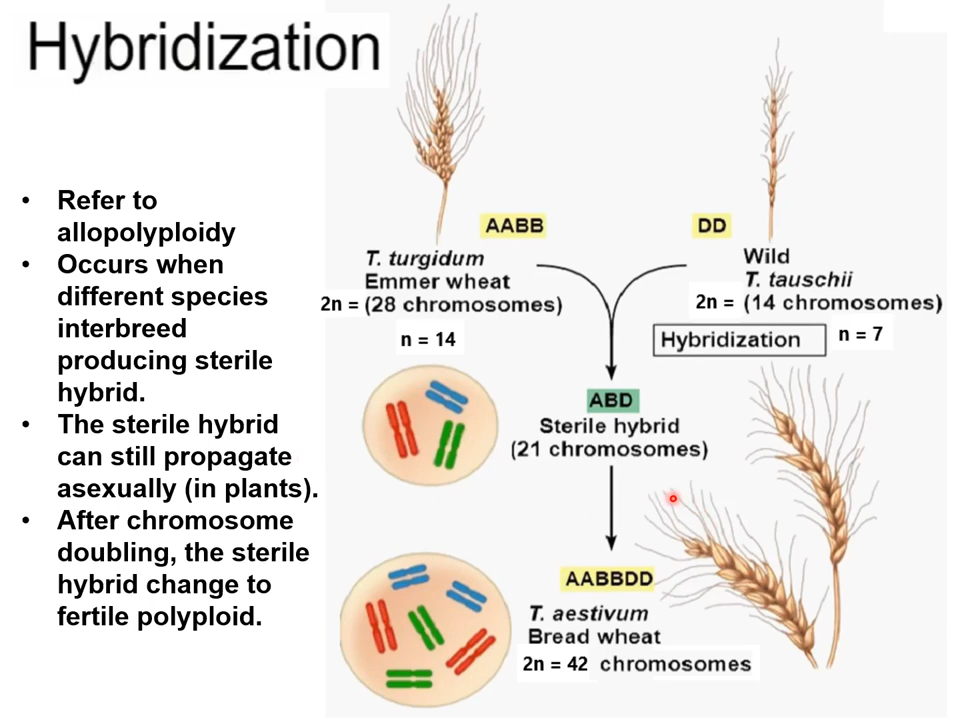 Hybridization
• Refer to
allopolyploidy
• Occurs when
different species
interbreed
producing sterile
hybrid.
• The sterile hybrid
can still propagate
asexually (in plants).
• After chromosome
doubling, the sterile
hybrid change to
fertile polyploid.
AABB
T. turgidum
Emmer wheat
2n = (28 chromosomes)
n = 14
DD
Wild
T. tauschii
2n = (14 chromosomes)
Hybridization
n = 7
ABD
Sterile hybrid
(21 chromosomes)
AABBDD
T. aestivum
Bread wheat
2n = 42 chromosomes